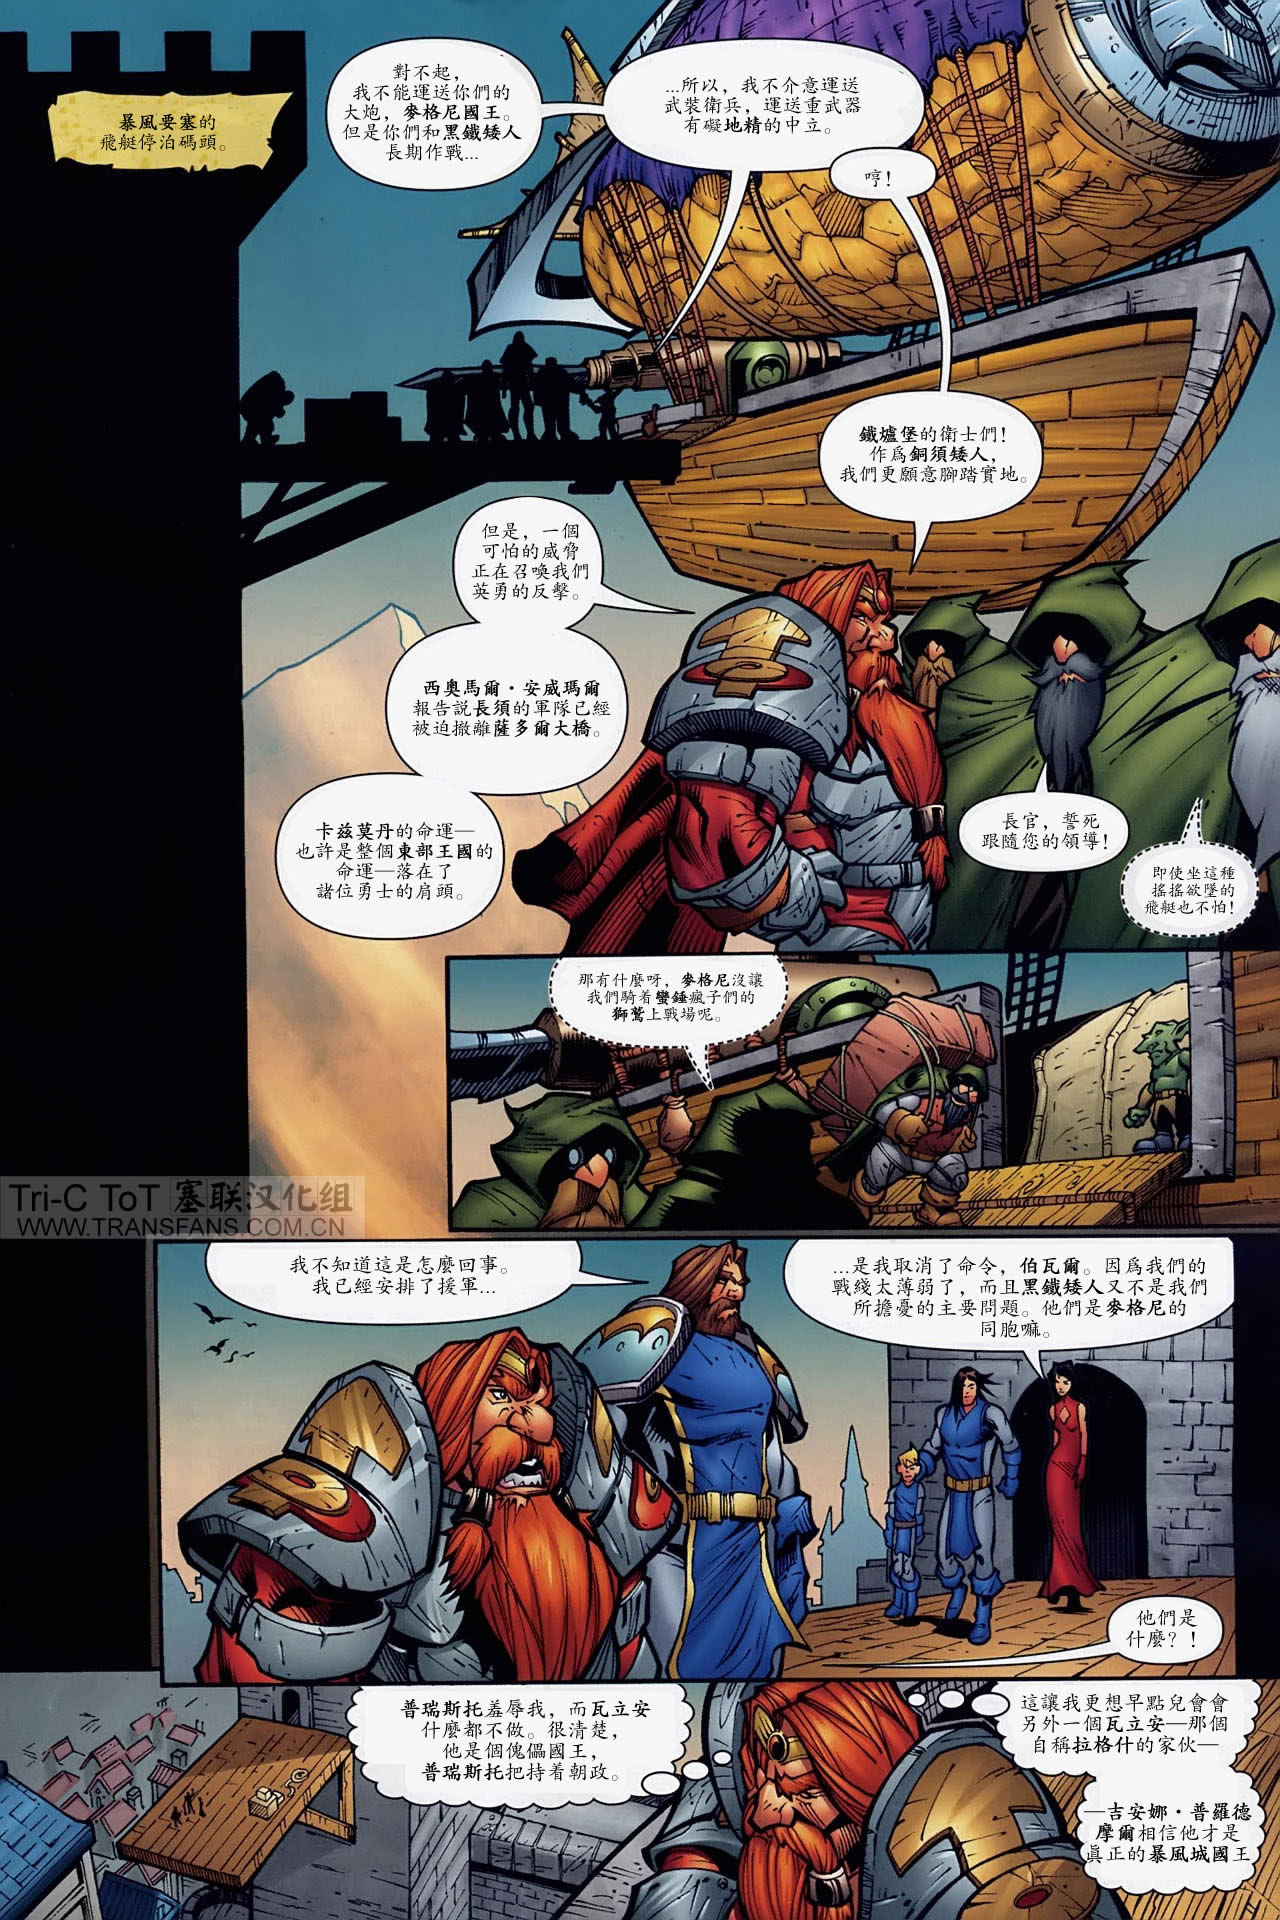 暴風要塞的
飛艇停泊碼頭。
對不起，
我不能運送你們的
大炮，麥格尼國王。
但是你們和黑鐵矮人
長期作戰...
...所以，我不介意運送
武裝衛兵，運送重武器
有礙地精的中立。
哼！
鐵爐堡的衛士們！
作爲銅須矮人，
我們更願意腳踏實地。
但是，一個
可怕的威脅
正在召喚我們
英勇的反擊。
西奥馬爾·安威瑪爾
報告說長須的軍隊已經
被迫撤離薩多爾大橋。
卡兹莫丹的命運—
也許是整個東部王國的
命運—落在了
諸位勇士的肩頭。
長官，誓死
跟隨您的領導！
即使坐這種
搖搖欲墜的
飛艇也不怕！
那有什麼呀，麥格尼沒讓
我們騎着蠻錘瘋子們的
獅鷲上戰場呢。
Tri-C ToT 塞联汉化组
WWW.TRANSFANS.COM.CN
我不知道這是怎麼回事。
我已經安排了援軍...
...是我取消了命令，伯瓦爾。因爲我們的
戰綫太薄弱了，而且黑鐵矮人又不是我們
所擔憂的主要問題。他們是麥格尼的
同胞嘛。
他們是
什麼？！
普瑞斯托羞辱我，而瓦立安
什麼都不做。很清楚，
他是個傀儡國王，
普瑞斯托把持着朝政。
這讓我更想早點兒會會
另外一個瓦立安—那個
自稱拉格什的家伙—
—吉安娜·普羅德
摩爾相信他才是
眞正的暴風城國王